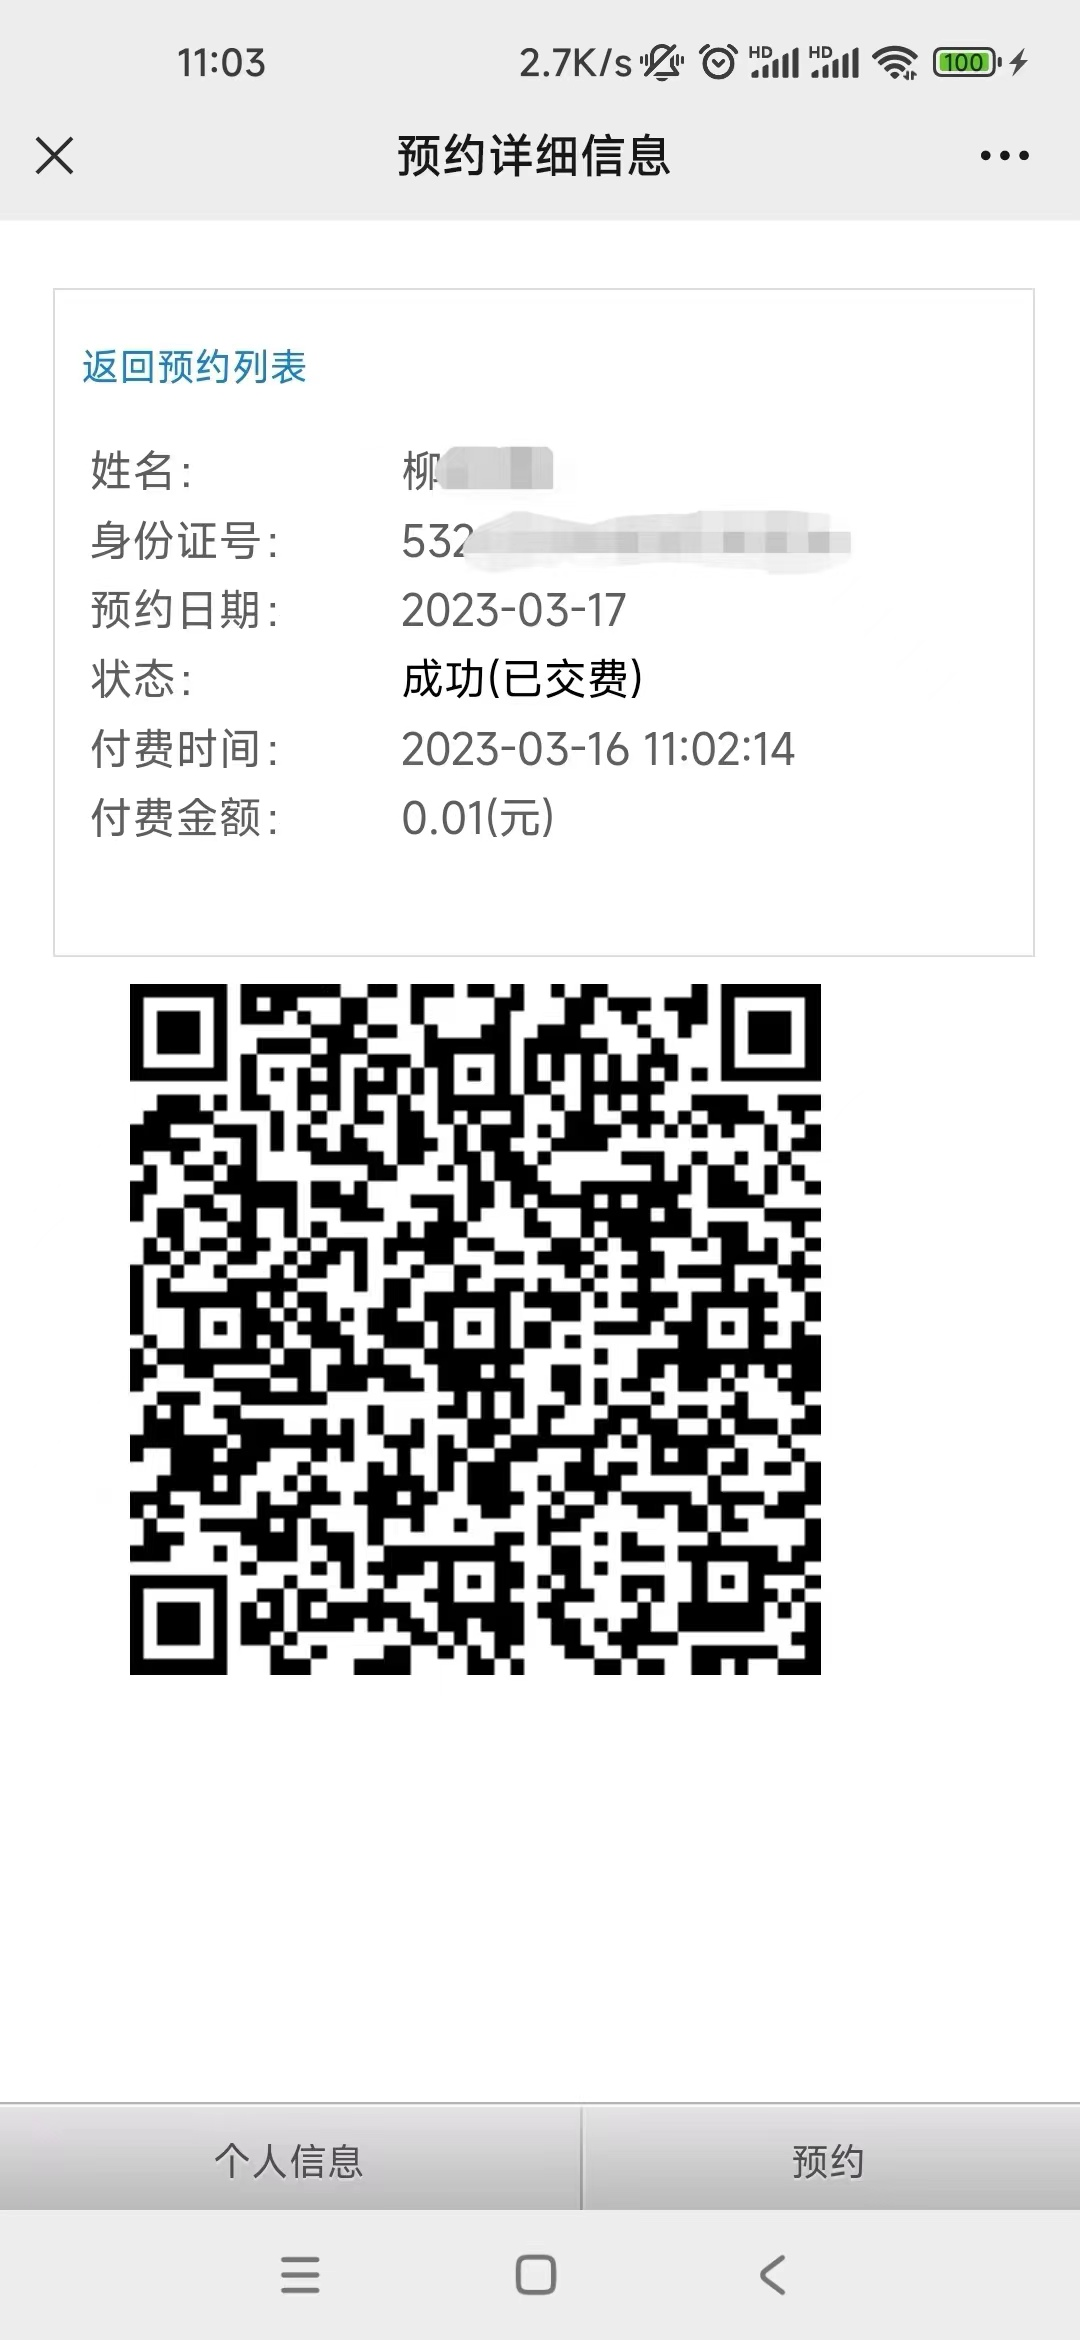 11:03
2.7K/s HD HD 100
预约详细信息
返回预约列表
姓名: 柳
身份证号: 532
预约日期: 2023-03-17
状态: 成功(已交费)
付费时间: 2023-03-16 11:02:14
付费金额: 0.01(元)
个人信息 预约